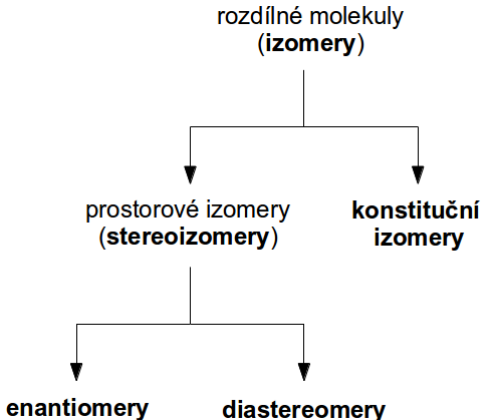 rozdílné molekuly
(izomery)
prostorové izomery
(stereoizomery)
konstituční
izomery
enantiomery
diastereomery